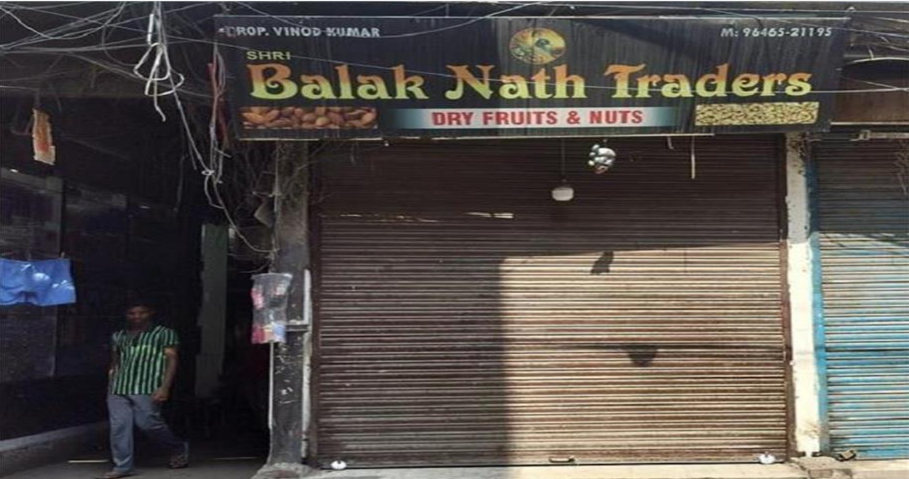 PROP. VINOD KUMAR
M: 96465-21195
SHRI
Balak Nath Traders
DRY FRUITS & NUTS